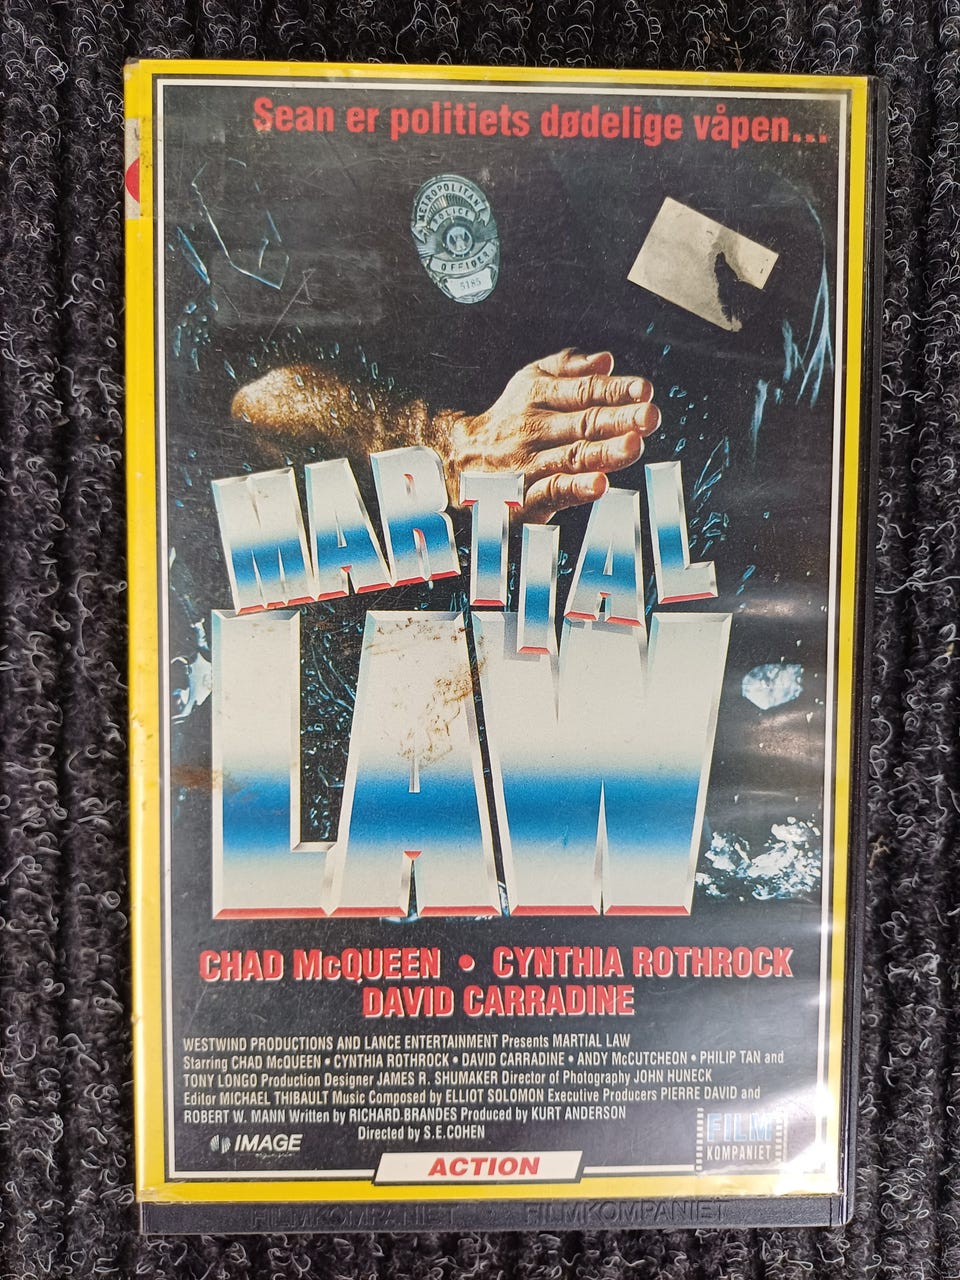 Sean er politiets dødelige våpen...
METROPOLITAN
POLICE
OFFICER
5185
MARTIAL
LAW
CHAD McQUEEN • CYNTHIA ROTHROCK
DAVID CARRADINE
WESTWIND PRODUCTIONS AND LANCE ENTERTAINMENT Presents MARTIAL LAW
Starring CHAD McQUEEN • CYNTHIA ROTHROCK • DAVID CARRADINE • ANDY McCUTCHEON • PHILIP TAN and
TONY LONGO Production Designer JAMES R. SHUMAKER Director of Photography JOHN HUNECK
Editor MICHAEL THIBAULT Music Composed by ELLIOT SOLOMON Executive Producers PIERRE DAVID and
ROBERT W. MANN Written by RICHARD BRANDES Produced by KURT ANDERSON
Directed by S.E.COHEN
IMAGE
FILM
KOMPANIET
ACTION
FILMKOMPANIET FILMKOMPANIET